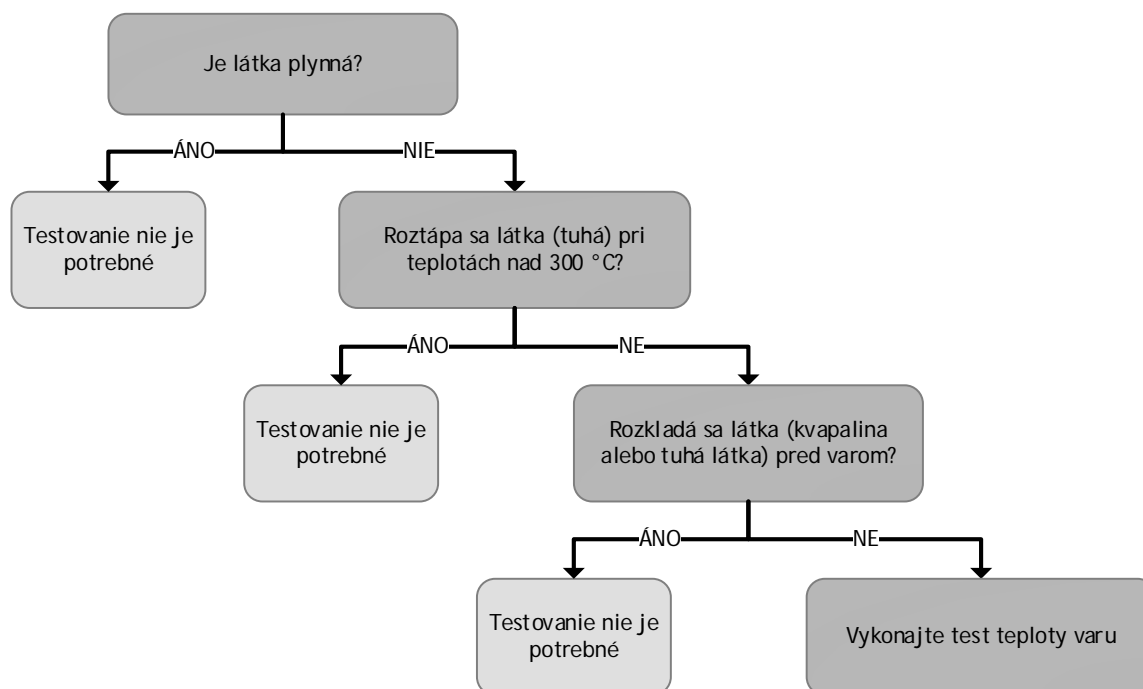 Je látka plynná?
ÁNO
NIE
Testovanie nie je
potrebné
Roztápa sa látka (tuhá) pri
teplotách nad 300 °C?
ÁNO
NE
Testovanie nie je
potrebné
Rozkladá sa látka (kvapalina
alebo tuhá látka) pred varom?
ÁNO
NE
Testovanie nie je
potrebné
Vykonajte test teploty varu